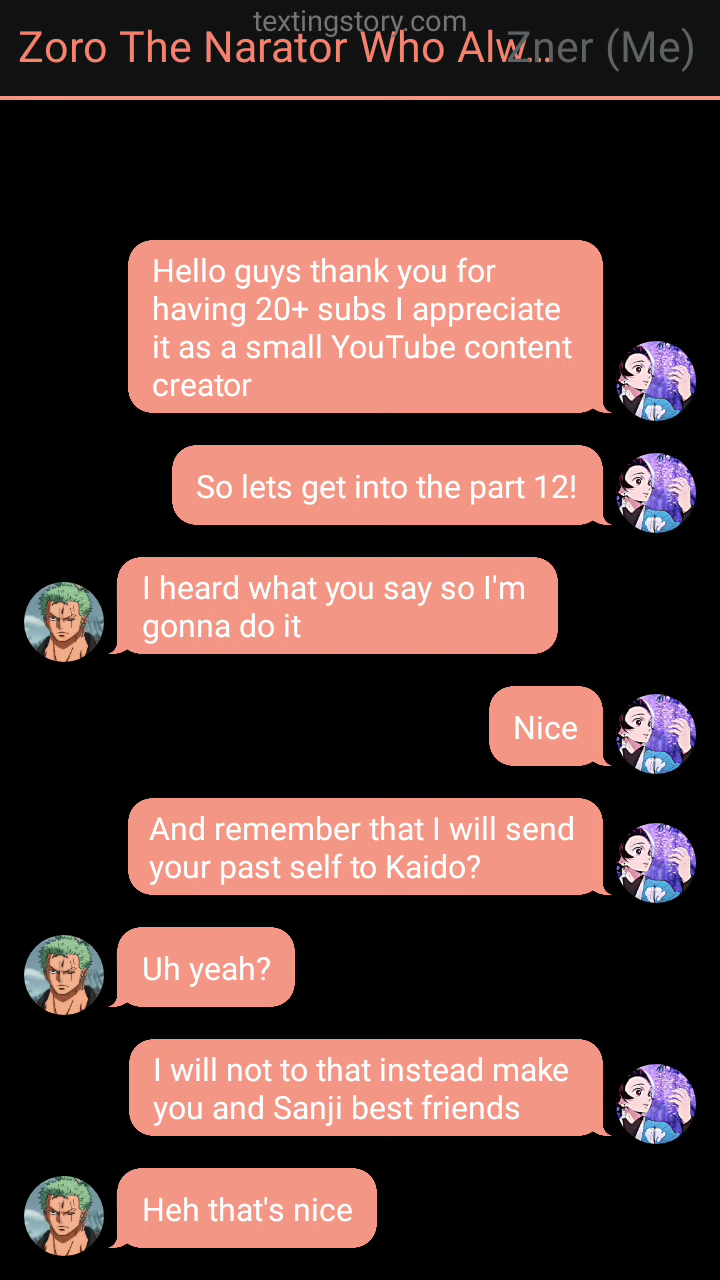 textingstory.com
Zoro The Narator Who Alw...
Zner (Me)
Hello guys thank you for
having 20+ subs I appreciate
it as a small YouTube content
creator
So lets get into the part 12!
I heard what you say so I'm
gonna do it
Nice
And remember that I will send
your past self to Kaido?
Uh yeah?
I will not to that instead make
you and Sanji best friends
Heh that's nice